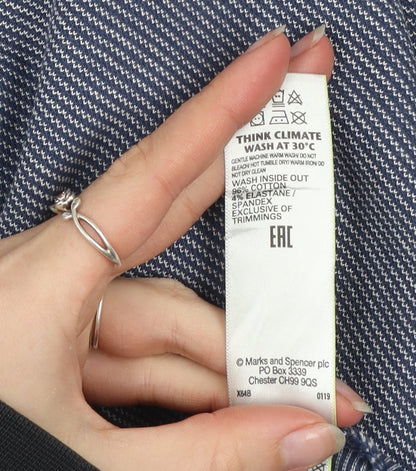 THINK CLIMATE
WASH AT 30°C
GENTLE MACHINE WARM WASH/ DO NOT
BLEACH/ NOT TUMBLE DRY/ WARM IRON/ DO
NOT DRY CLEAN
WASH INSIDE OUT
96% COTTON
4% ELASTANE /
SPANDEX
EXCLUSIVE OF
TRIMMINGS
EAC
© Marks and Spencer plc
PO Box 3339
Chester CH99 9QS
X64B 0119